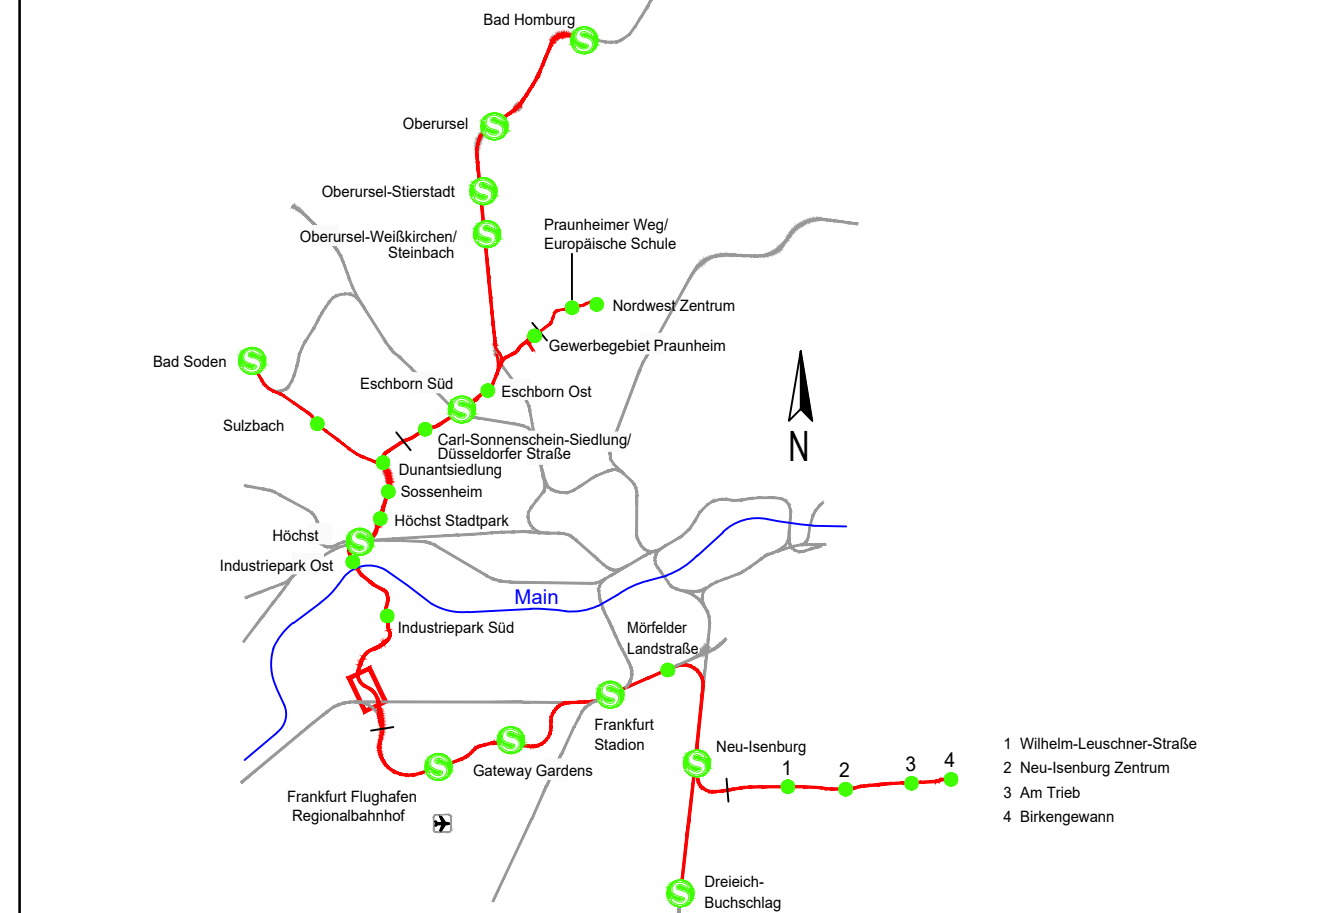 Bad Homburg
Oberursel
Oberursel-Stierstadt
Oberursel-Weißkirchen/
Steinbach
Praunheimer Weg/
Europäische Schule
Nordwest Zentrum
Gewerbegebiet Praunheim
Bad Soden
Eschborn Süd
Eschborn Ost
Sulzbach
Carl-Sonnenschein-Siedlung/
Düsseldorfer Straße
Dunantsiedlung
Sossenheim
Höchst Stadtpark
Höchst
Industriepark Ost
N
Main
Industriepark Süd
Mörfelder
Landstraße
Frankfurt
Stadion
Neu-Isenburg
Gateway Gardens
Frankfurt Flughafen
Regionalbahnhof
1 2 3 4
1 Wilhelm-Leuschner-Straße
2 Neu-Isenburg Zentrum
3 Am Trieb
4 Birkengewann
Dreieich-
Buchschlag
S
S
S
S
S
S
S
S
S
S
S
S